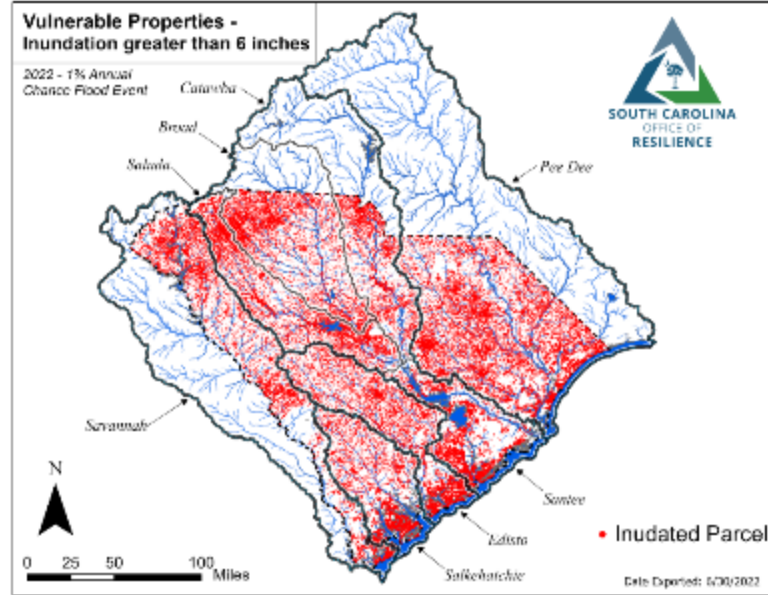 Vulnerable Properties -
Inundation greater than 6 inches
2022 - 1% Annual
Chance Flood Event
Catawba
Broad
Saluda
Pee Dee
SOUTH CAROLINA
OFFICE OF
RESILIENCE
Savannah
N
Santee
Edisto
Salkehatchie
Inudated Parcel
0 25 50 100
Miles
Date Exported: 6/30/2022